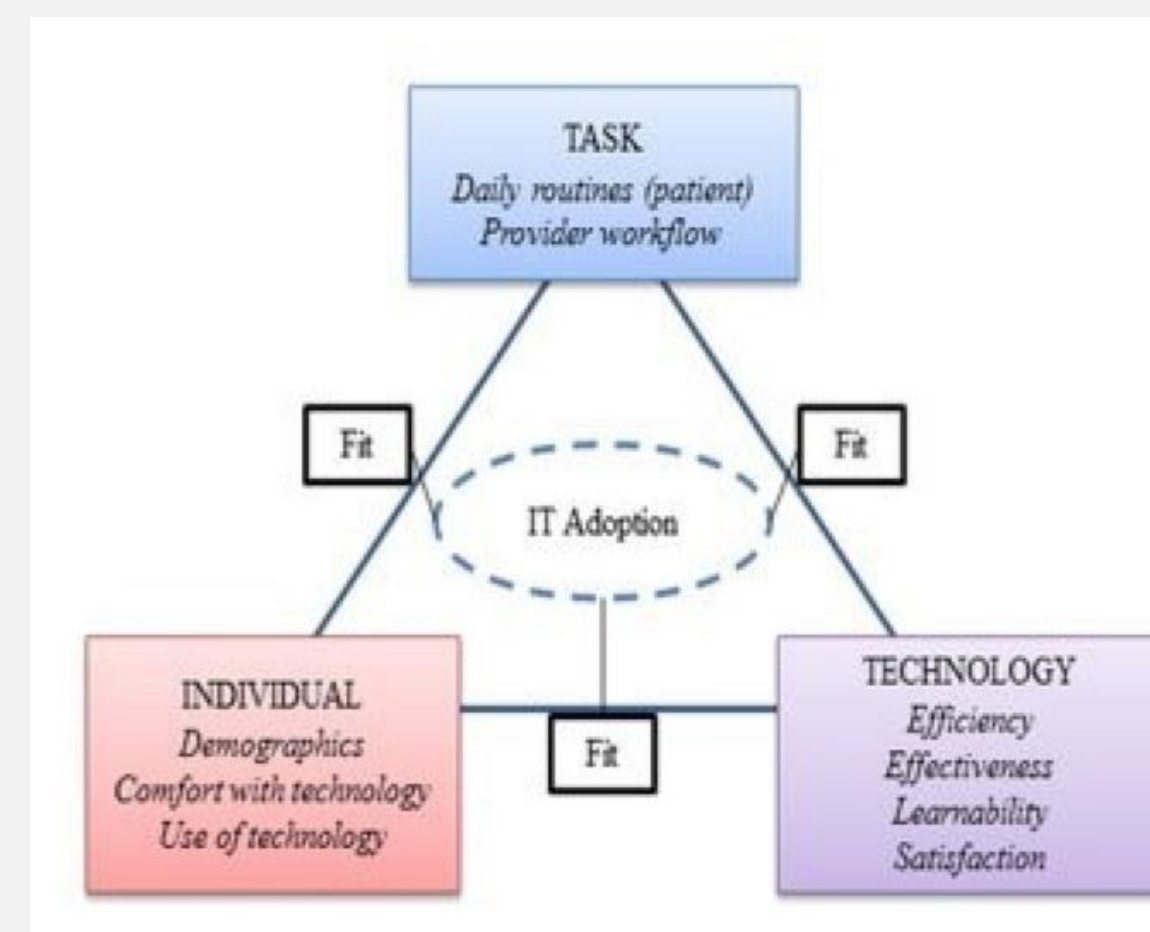 TASK
Daily routines (patient)
Provider workflow
Fit
Fit
IT Adoption
INDIVIDUAL
Demographics
Comfort with technology
Use of technology
Fit
TECHNOLOGY
Efficiency
Effectiveness
Learnability
Satisfaction